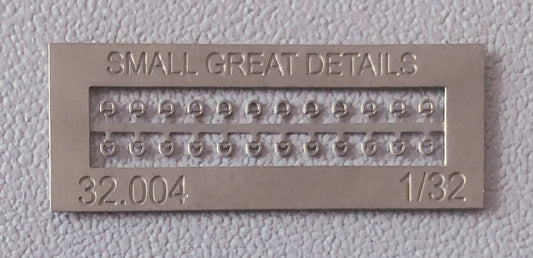 SMALL GREAT DETAILS
32.004 1/32